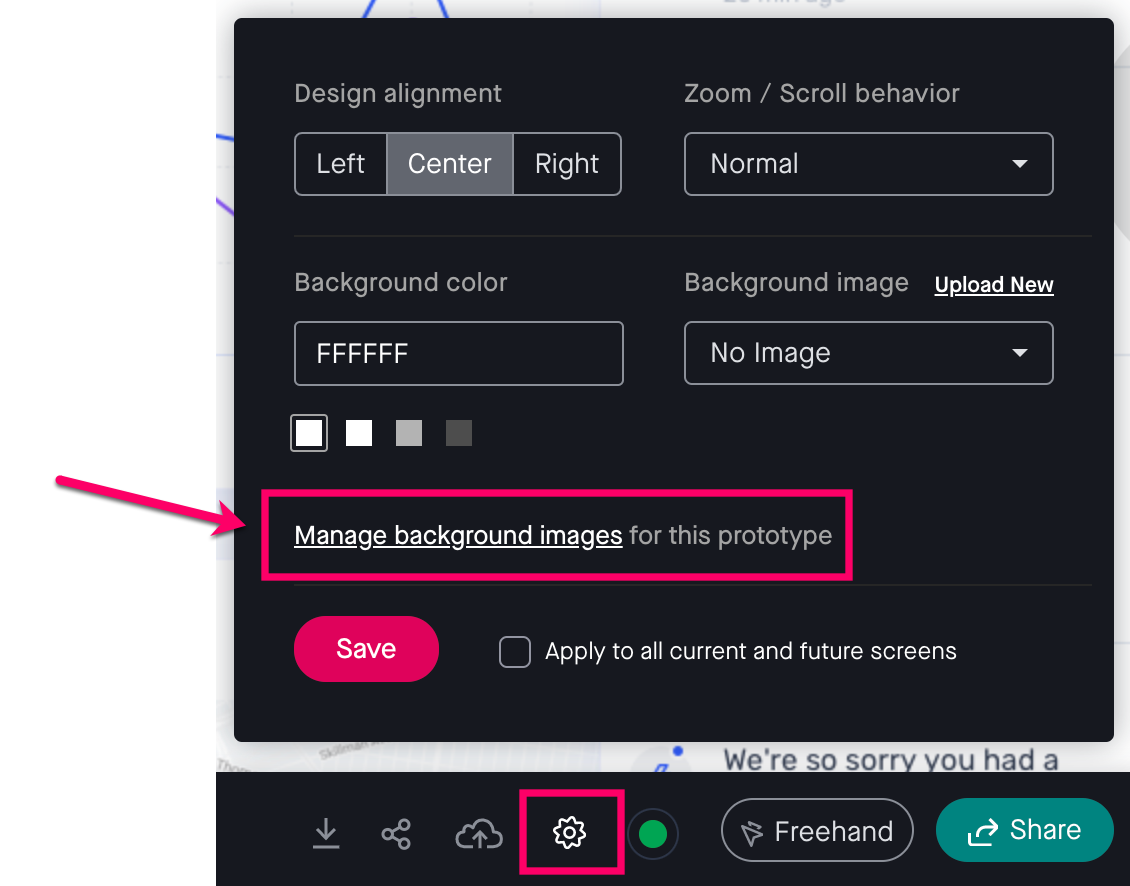 Design alignment
Zoom / Scroll behavior
Left Center Right
Normal
Background color
Background image Upload New
FFFFFF
No Image
Manage background images for this prototype
Save
Apply to all current and future screens
We're so sorry you had a
Freehand
Share